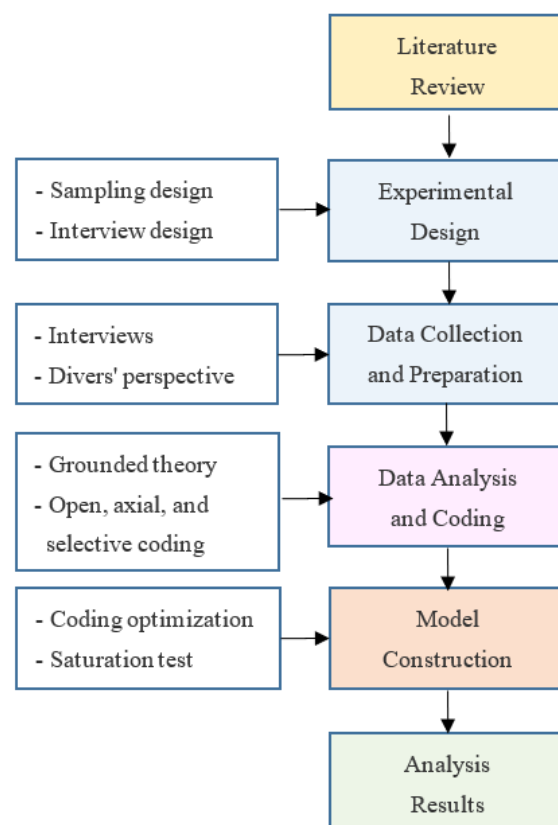 Literature
Review
- Sampling design
- Interview design
Experimental
Design
- Interviews
- Divers' perspective
Data Collection
and Preparation
- Grounded theory
- Open, axial, and
selective coding
Data Analysis
and Coding
- Coding optimization
- Saturation test
Model
Construction
Analysis
Results